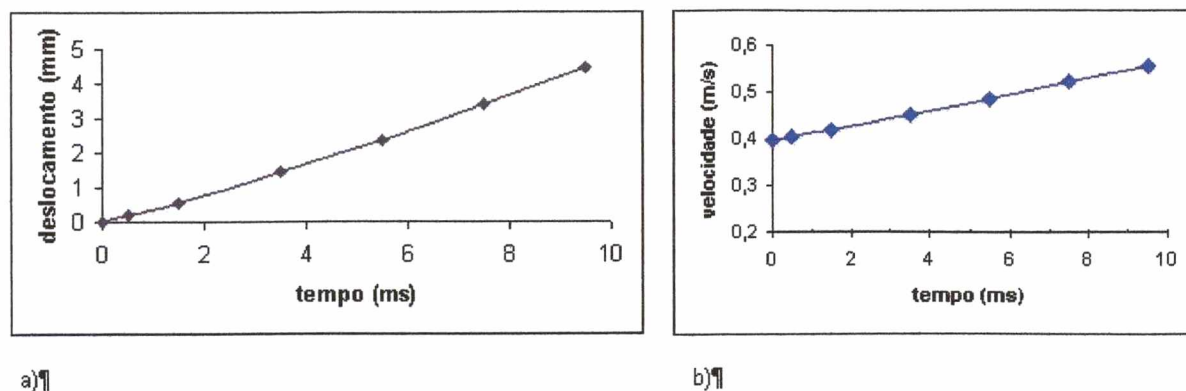 deslocamento (mm)
5
4
3
2
1
0
0 2 4 6 8 10
tempo (ms)
a)¶
velocidade (m/s)
0,6
0,5
0,4
0,3
0,2
0 2 4 6 8 10
tempo (ms)
b)¶